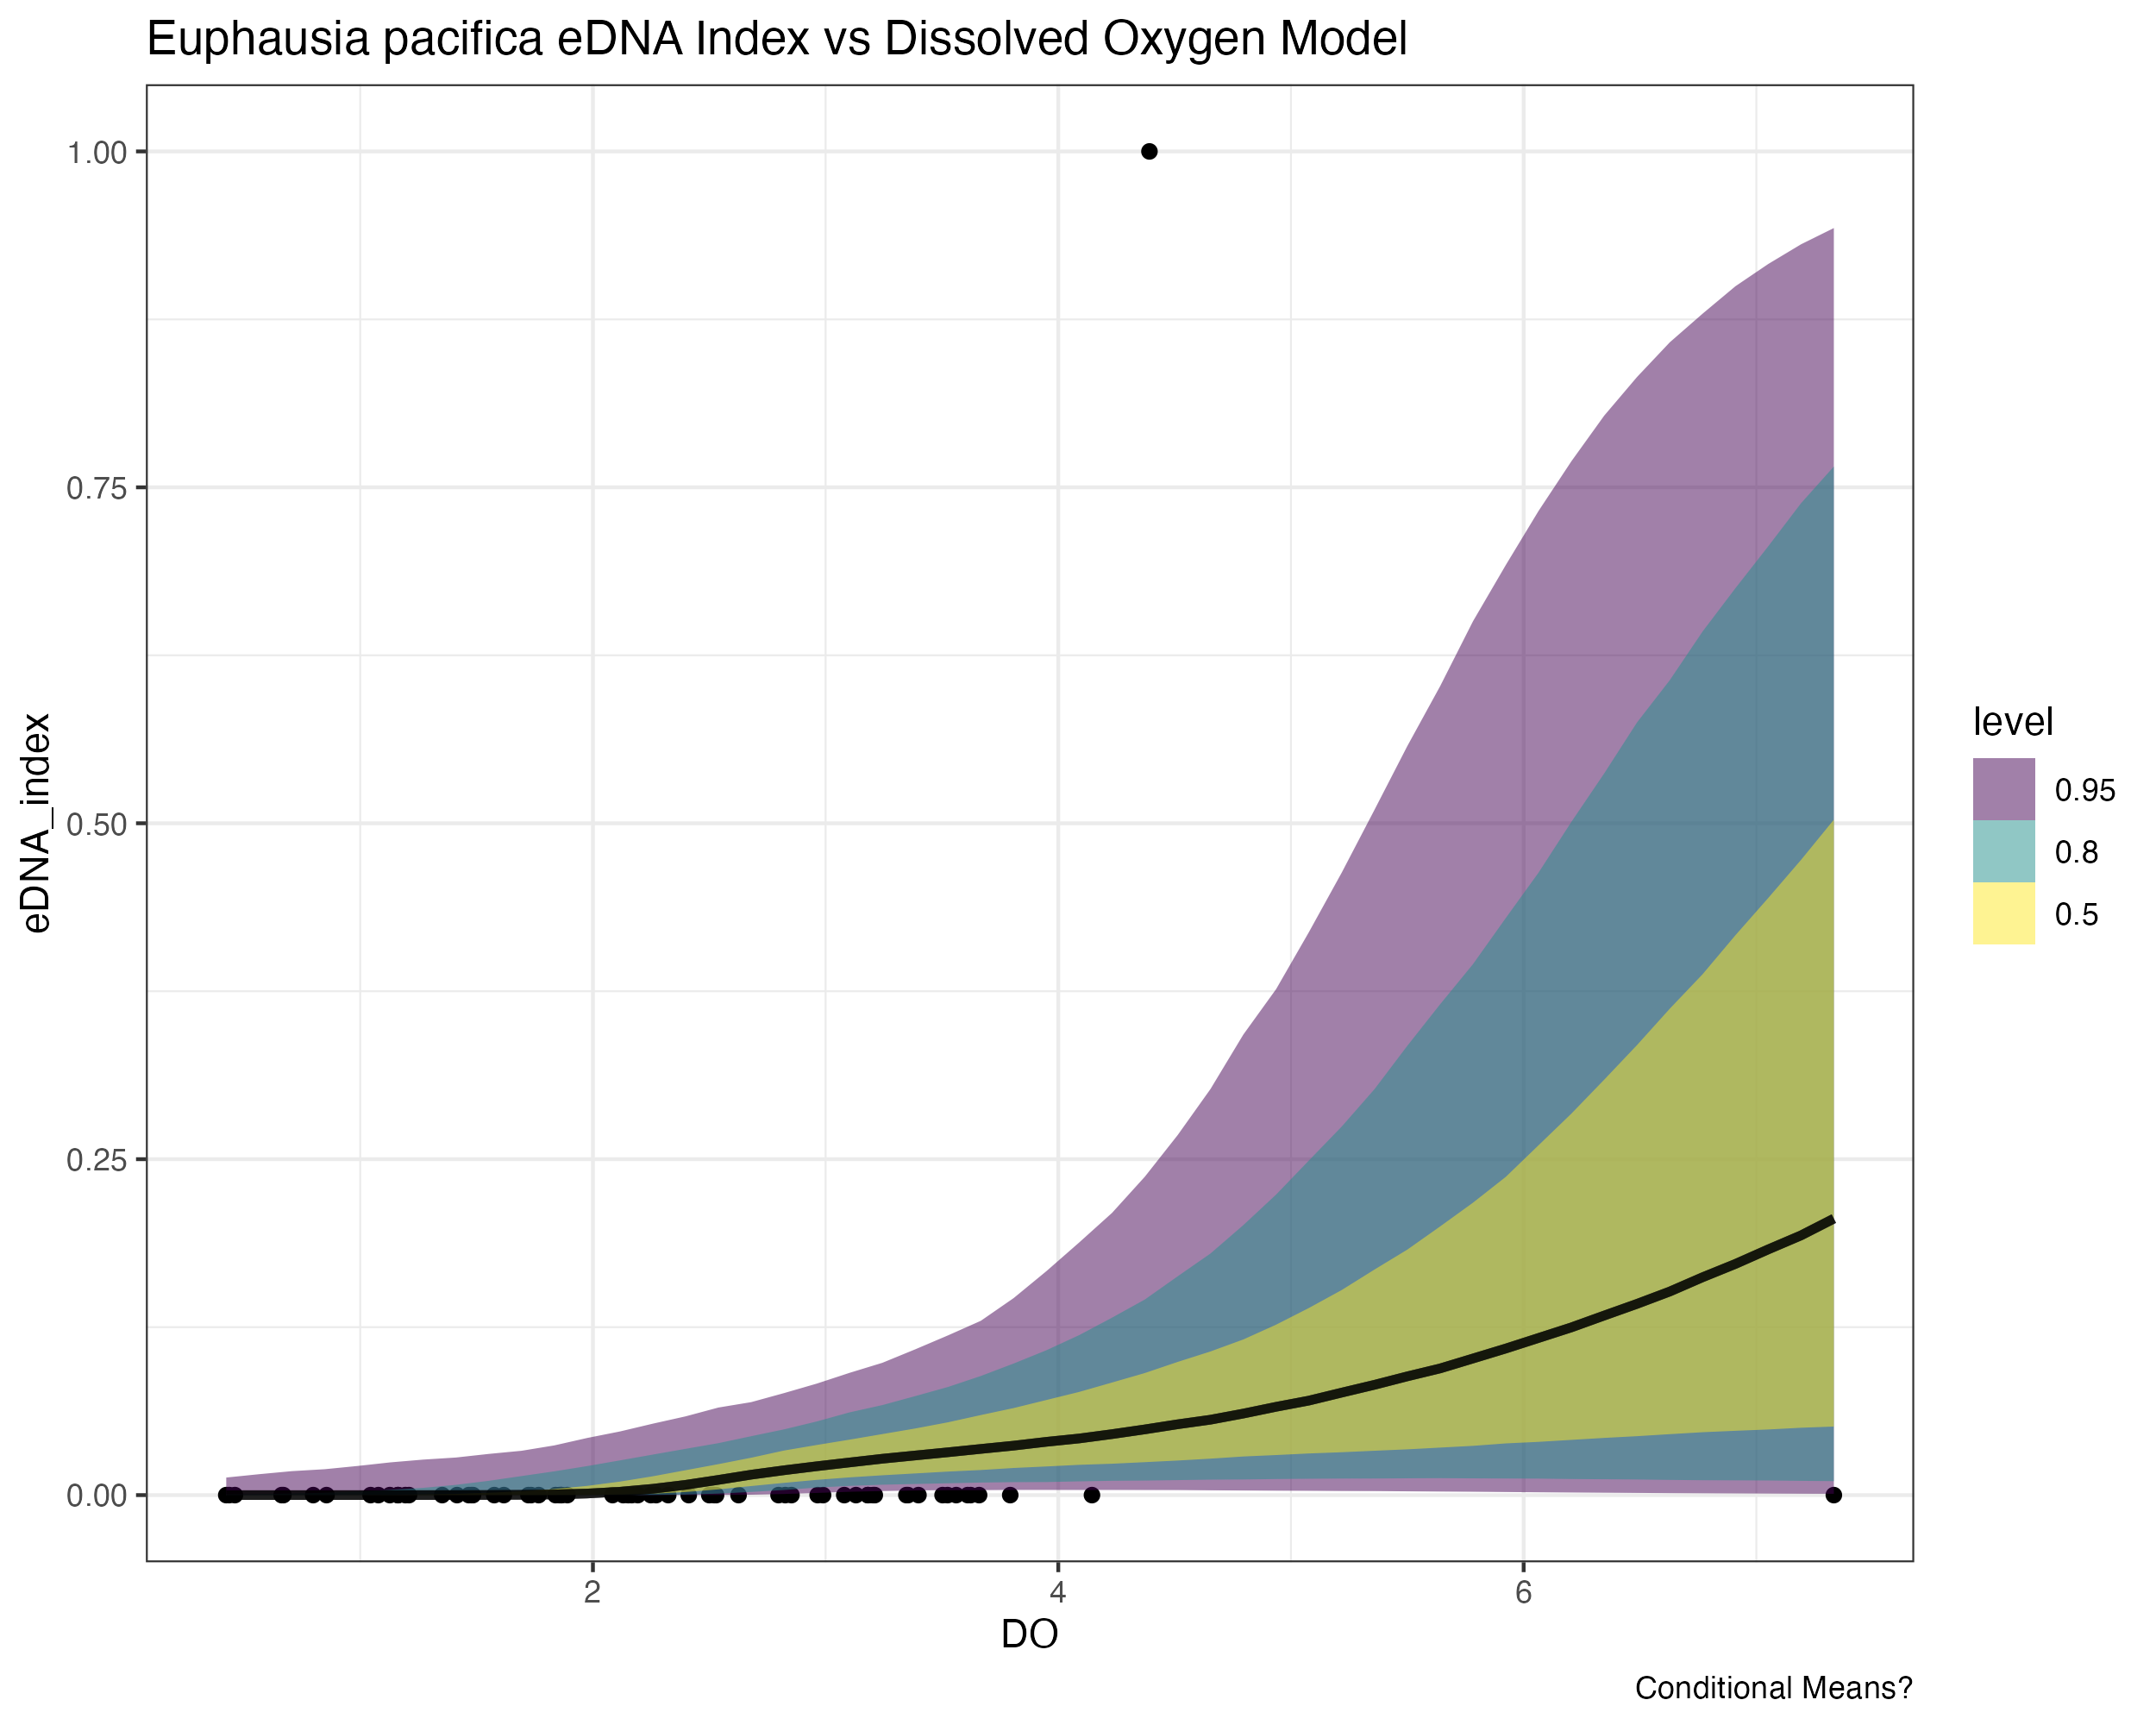 Euphausia pacifica eDNA Index vs Dissolved Oxygen Model
1.00
0.75
0.50
0.25
0.00
eDNA_index
2
4
6
DO
level
0.95
0.8
0.5
Conditional Means?